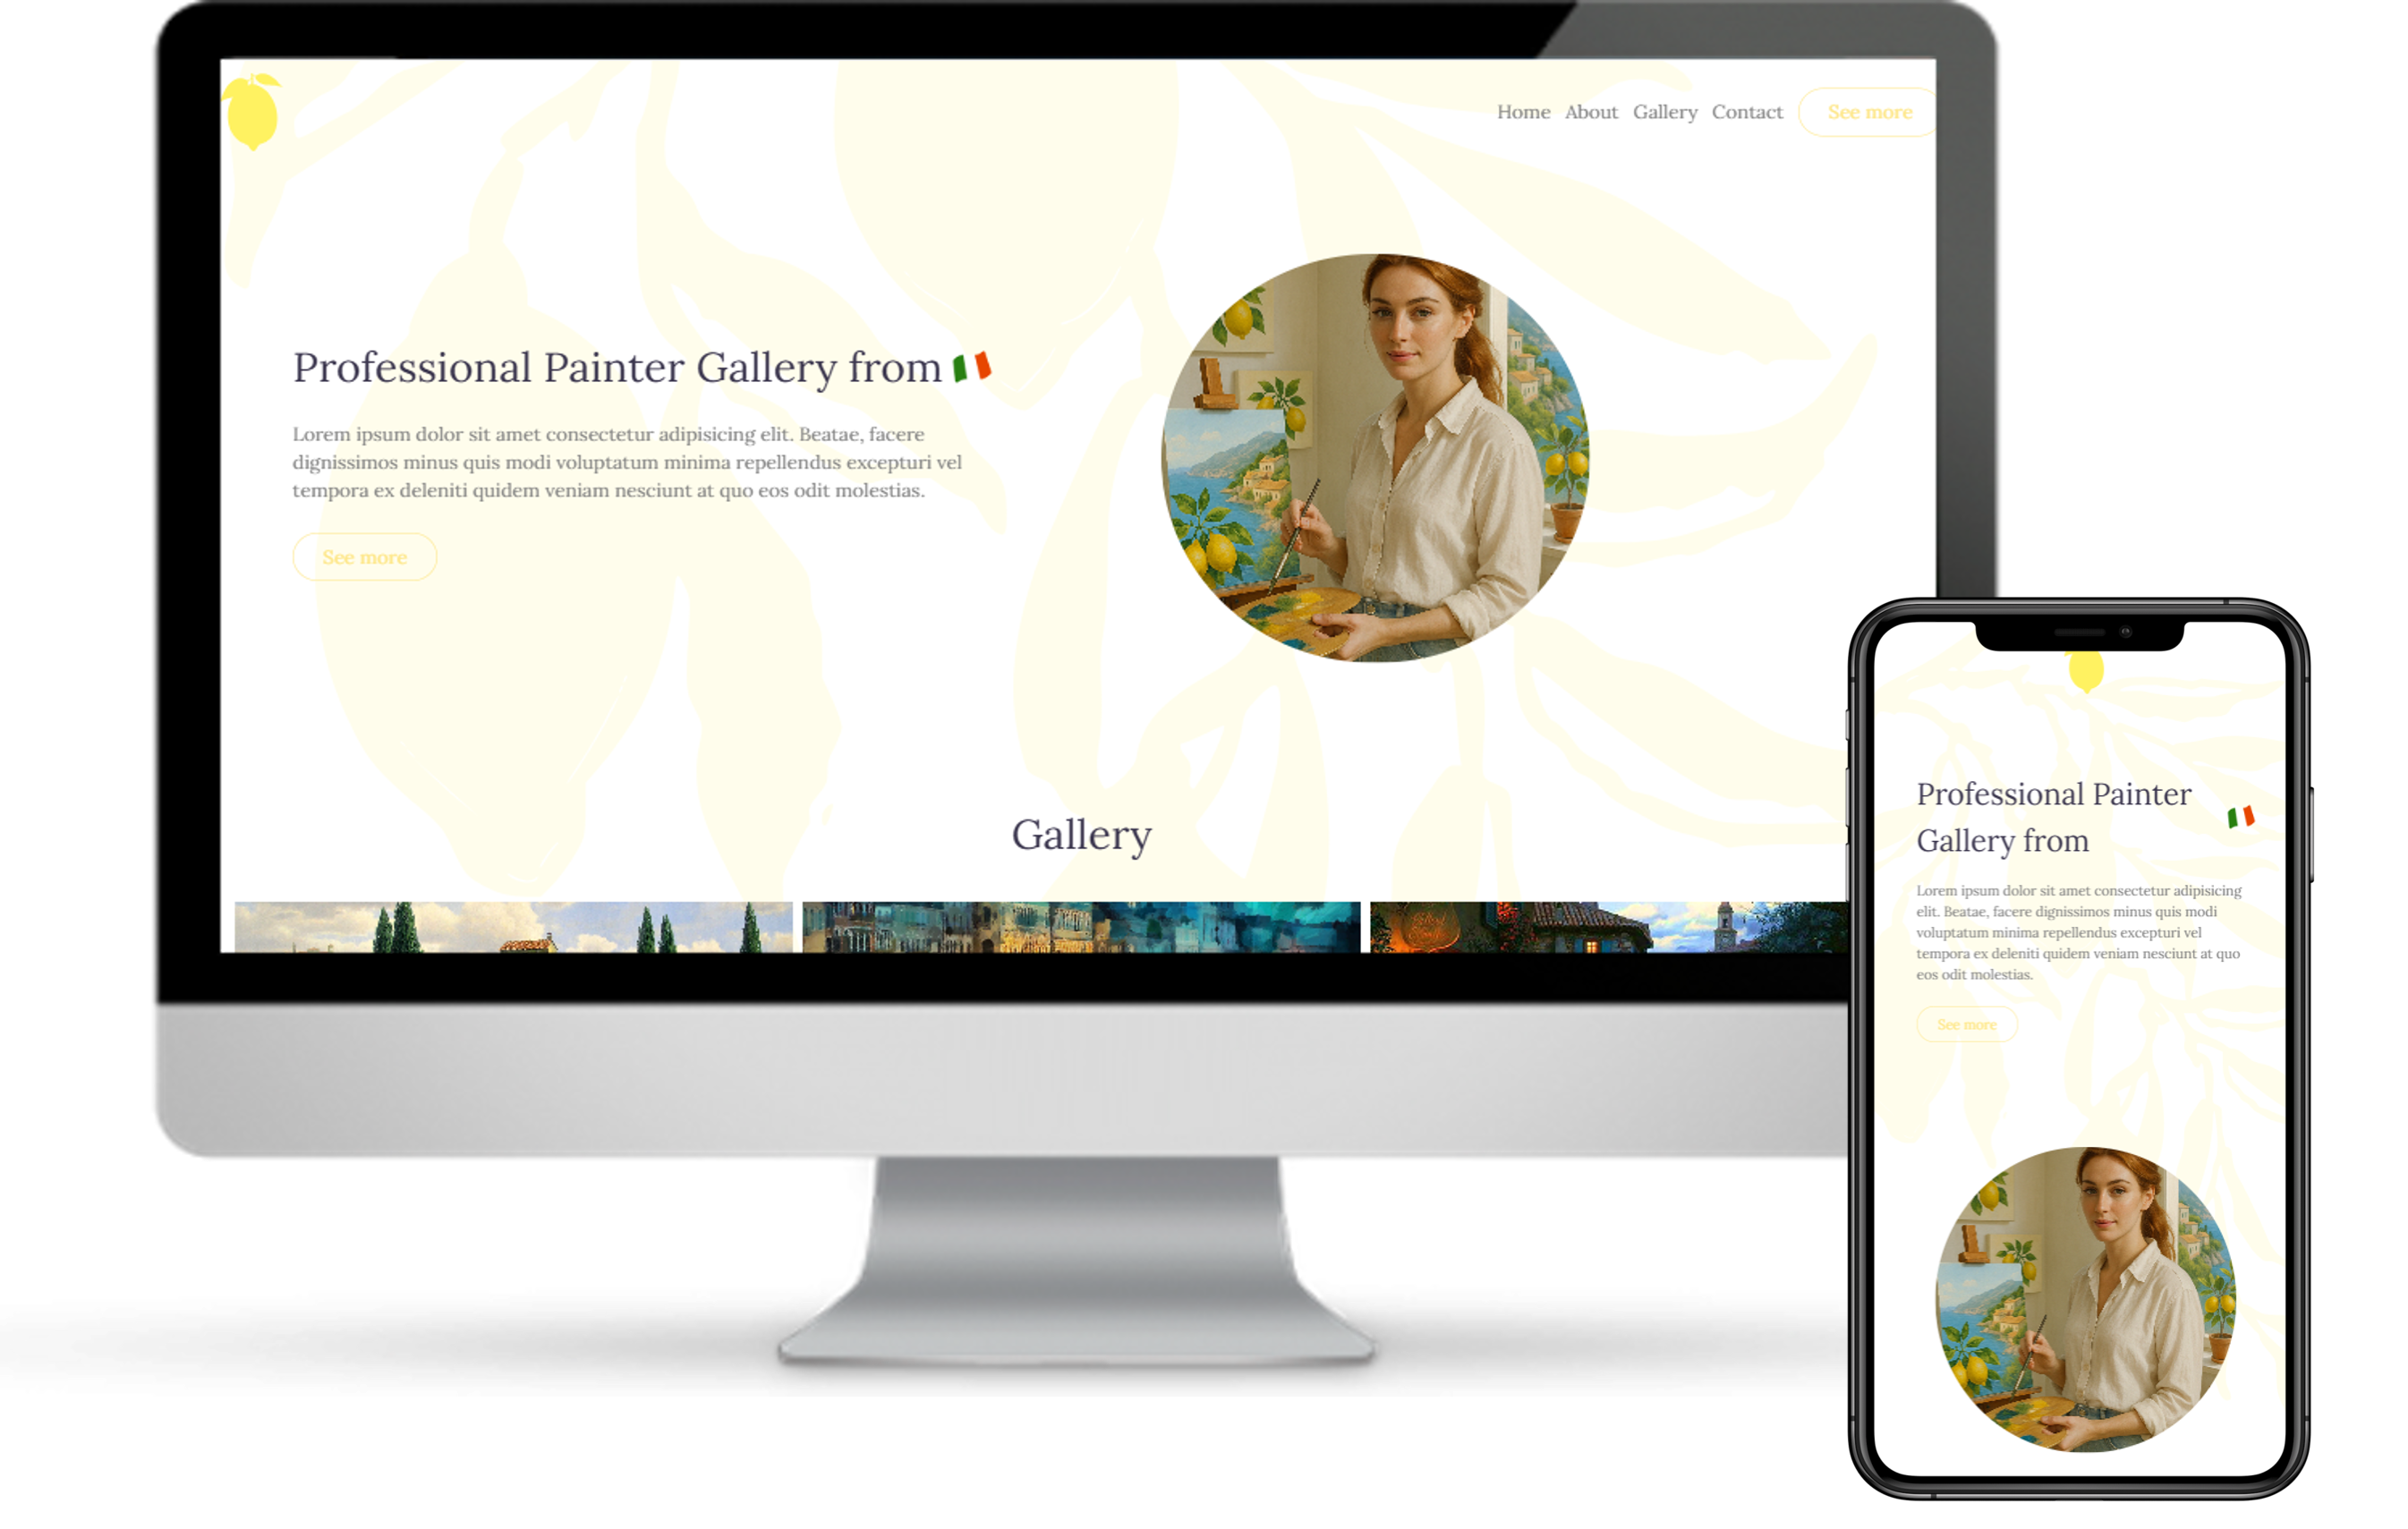 Home About Gallery Contact See more
Professional Painter Gallery from
Lorem ipsum dolor sit amet consectetur adipisicing elit. Beatae, facere
dignissimos minus quis modi voluptatum minima repellendus excepturi vel
tempora ex deleniti quidem veniam nesciunt at quo eos odit molestias.
See more
Gallery
Professional Painter
Gallery from
Lorem ipsum dolor sit amet consectetur adipisicing
elit. Beatae, facere dignissimos minus quis modi
voluptatum minima repellendus excepturi vel
tempora ex deleniti quidem veniam nesciunt at quo
eos odit molestias.
See more